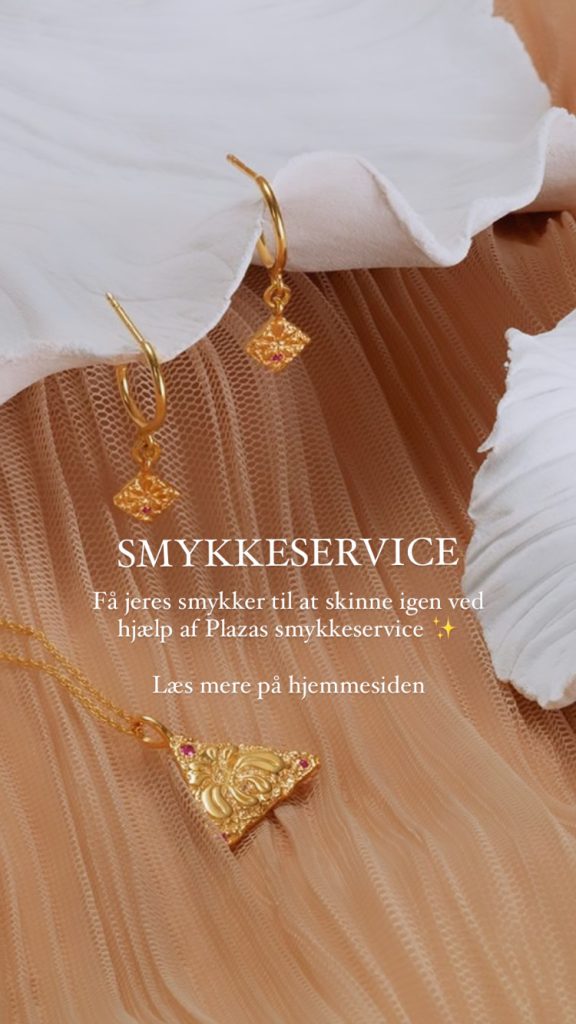 SMYKKESERVICE
Få jeres smykker til at skinne igen ved
hjælp af Plazas smykkeservice ✨
Læs mere på hjemmesiden